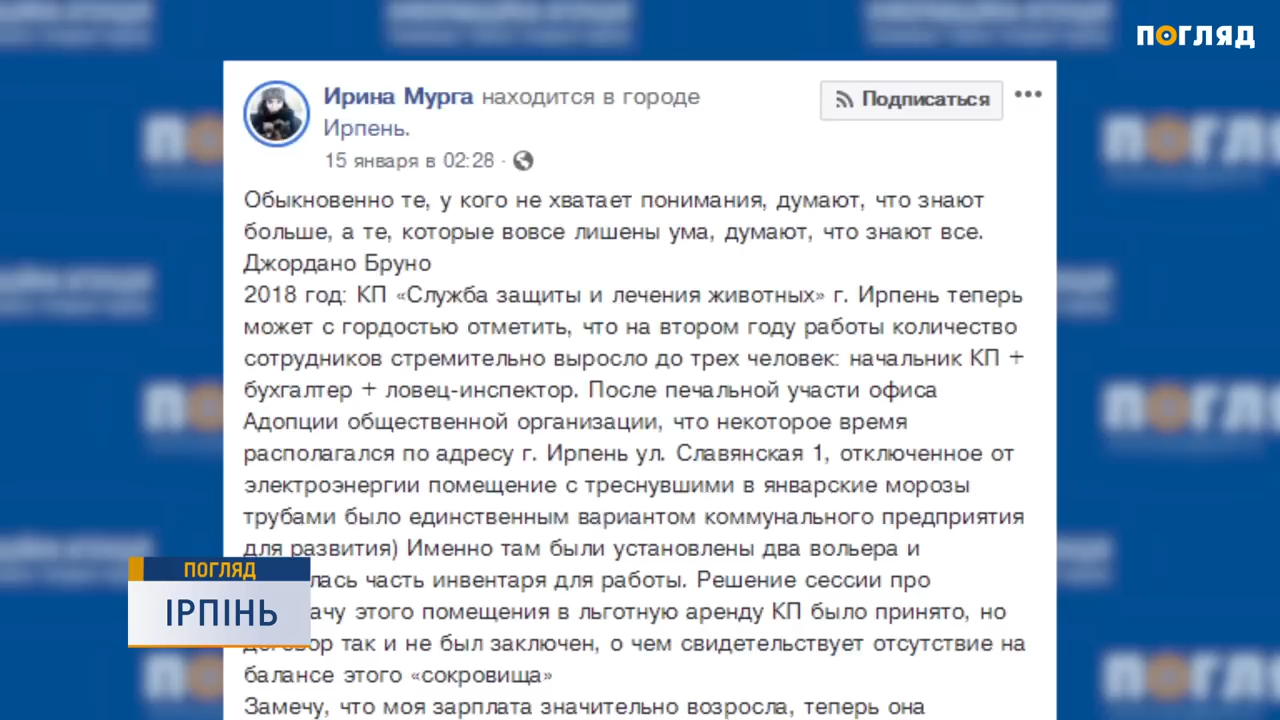 ПОГЛЯД
Ирина Мурга находится в городе
Ирпень.
Подписаться
15 января в 02:28
Обыкновенно те, у кого не хватает понимания, думают, что знают
больше, а те, которые вовсе лишены ума, думают, что знают все.
Джордано Бруно
2018 год: КП «Служба защиты и лечения животных» г. Ирпень теперь
может с гордостью отметить, что на втором году работы количество
сотрудников стремительно выросло до трех человек: начальник КП +
бухгалтер + ловец-инспектор. После печальной участи офиса
Адопции общественной организации, что некоторое время
располагался по адресу г. Ирпень ул. Славянская 1, отключенное от
электроэнергии помещение с треснувшими в январские морозы
трубами было единственным вариантом коммунального предприятия
для развития) Именно там были установлены два вольера и
лась часть инвентаря для работы. Решение сессии про
ачу этого помещения в льготную аренду КП было принято, но
договор так и не был заключен, о чем свидетельствует отсутствие на
балансе этого «сокровища»
Замечу, что моя зарплата значительно возросла, теперь она
ПОГЛЯД
ІРПІНЬ